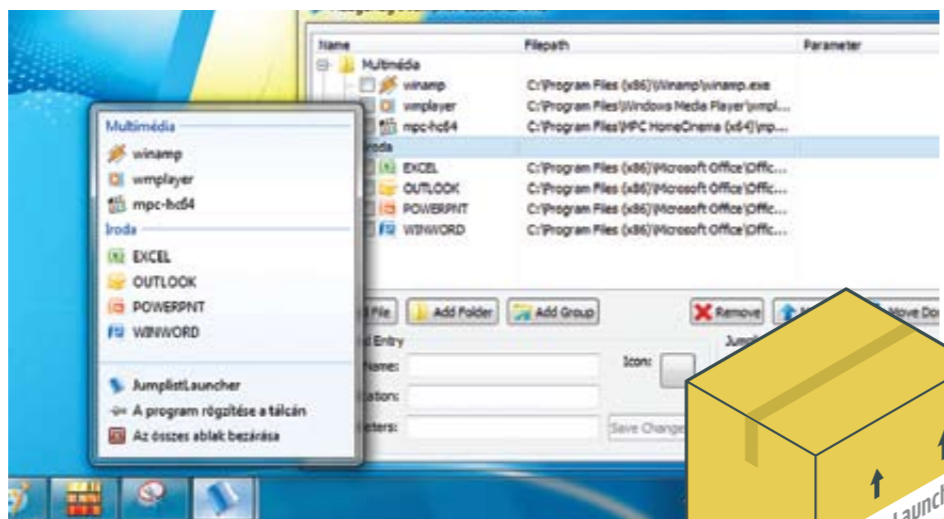 Name Filepath Parameter
Multimédia
winamp C:\Program Files (x86)\Winamp\winamp.exe
wmplayer C:\Program Files\Windows Media Player\wmpl...
mpc-hc64 C:\Program Files\MPC HomeCinema (x64)\mp...
EXCEL C:\Program Files (x86)\Microsoft Office\Offic...
OUTLOOK C:\Program Files (x86)\Microsoft Office\Offic...
POWERPNT C:\Program Files (x86)\Microsoft Office\Offic...
WINWORD C:\Program Files (x86)\Microsoft Office\Offic...
Add Folder Add Group Remove
Entry
Icon:
Save Change
Multimédia
winamp
wmplayer
mpc-hc64
Iroda
EXCEL
OUTLOOK
POWERPNT
WINWORD
JumplistLauncher
A program rögzítése a tálcán
Az összes ablak bezárása